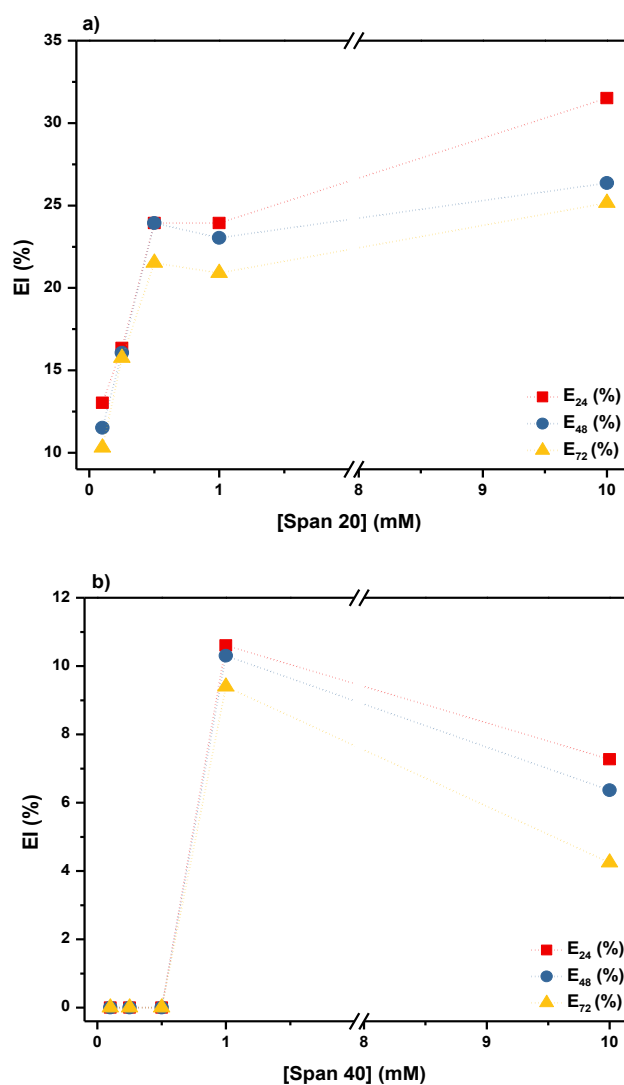 a)
35
30
25
20
15
10
EI (%)
E₂₄ (%)
E₄₈ (%)
E₇₂ (%)
0 1 8 9 10
[Span 20] (mM)
b)
12
10
8
6
4
2
0
EI (%)
E₂₄ (%)
E₄₈ (%)
E₇₂ (%)
0 1 8 9 10
[Span 40] (mM)